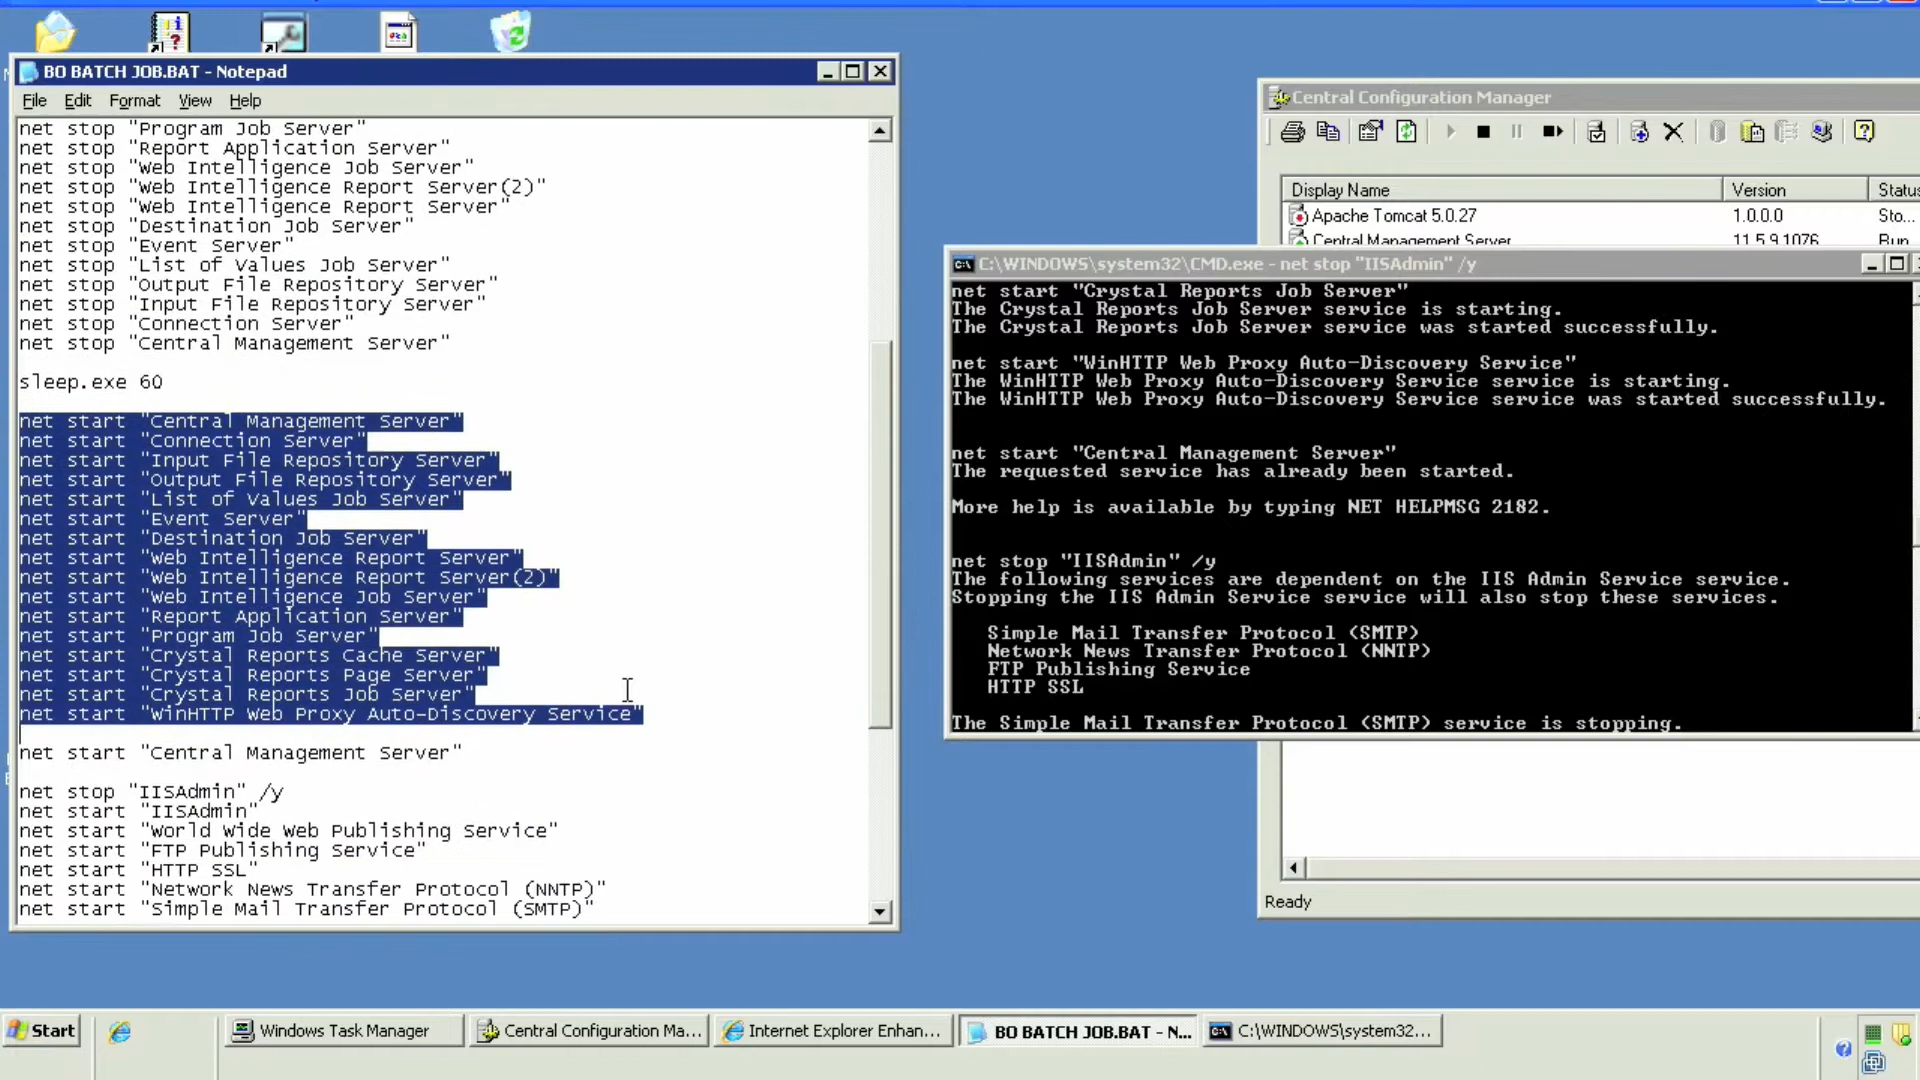 BO BATCH JOB.BAT - Notepad
File Edit Format View Help
net stop "Program Job Server"
net stop "Report Application Server"
net stop "Web Intelligence Job Server"
net stop "Web Intelligence Report Server(2)"
net stop "Web Intelligence Report Server"
net stop "Destination Job Server"
net stop "Event Server"
net stop "List of Values Job Server"
net stop "Output File Repository Server"
net stop "Input File Repository Server"
net stop "Connection Server"
net stop "Central Management Server"
sleep.exe 60
net start "Central Management Server"
net start "Connection Server"
net start "Input File Repository Server"
net start "Output File Repository Server"
net start "List of Values Job Server"
net start "Event Server"
net start "Destination Job Server"
net start "Web Intelligence Report Server"
net start "Web Intelligence Report Server(2)"
net start "Web Intelligence Job Server"
net start "Report Application Server"
net start "Program Job Server"
net start "Crystal Reports Cache Server"
net start "Crystal Reports Page Server"
net start "Crystal Reports Job Server"
net start "WinHTTP Web Proxy Auto-Discovery Service"
net start "Central Management Server"
net stop "IISAdmin" /y
net start "IISAdmin"
net start "World Wide Web Publishing Service"
net start "FTP Publishing Service"
net start "HTTP SSL"
net start "Network News Transfer Protocol (NNTP)"
net start "Simple Mail Transfer Protocol (SMTP)"
Central Configuration Manager
Display Name Version Status
Apache Tomcat 5.0.27 1.0.0.0 Sto...
Central Management Server 11.5.9.1076 Run
C:\WINDOWS\system32\CMD.exe - net stop "IISAdmin" /y
net start "Crystal Reports Job Server"
The Crystal Reports Job Server service is starting.
The Crystal Reports Job Server service was started successfully.
net start "WinHTTP Web Proxy Auto-Discovery Service"
The WinHTTP Web Proxy Auto-Discovery Service service is starting.
The WinHTTP Web Proxy Auto-Discovery Service service was started successfully.
net start "Central Management Server"
The requested service has already been started.
More help is available by typing NET HELPMSG 2182.
net stop "IISAdmin" /y
The following services are dependent on the IIS Admin Service service.
Stopping the IIS Admin Service service will also stop these services.
Simple Mail Transfer Protocol (SMTP)
Network News Transfer Protocol (NNTP)
FTP Publishing Service
HTTP SSL
The Simple Mail Transfer Protocol (SMTP) service is stopping.
Ready
Start
Windows Task Manager
Central Configuration Ma...
Internet Explorer Enhan...
BO BATCH JOB.BAT - N...
C:\WINDOWS\system32...